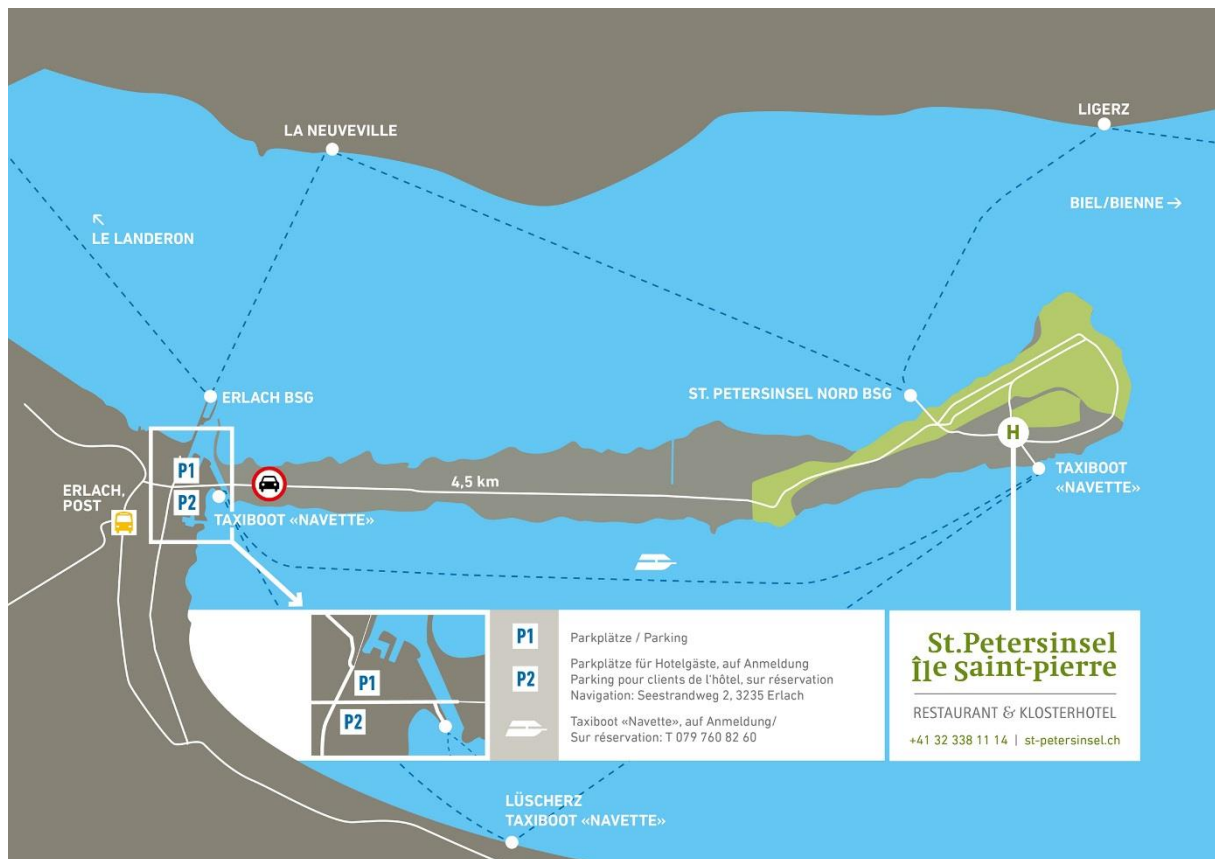 LA NEUVEVILLE
LIGERZ
BIEL/BIENNE →
↖
LE LANDERON
ERLACH BSG
ST. PETERSINSEL NORD BSG
H
P1
P2
4,5 km
ERLACH,
POST
TAXIBOOT «NAVETTE»
TAXIBOOT
«NAVETTE»
P1
P2
P1 Parkplätze / Parking
P2 Parkplätze für Hotelgäste, auf Anmeldung
Parking pour clients de l'hôtel, sur réservation
Navigation: Seestrandweg 2, 3235 Erlach
Taxiboot «Navette», auf Anmeldung/
Sur réservation: T 079 760 82 60
St.Petersinsel
Île saint-pierre
RESTAURANT & KLOSTERHOTEL
+41 32 338 11 14 | st-petersinsel.ch
LÜSCHERZ
TAXIBOOT «NAVETTE»